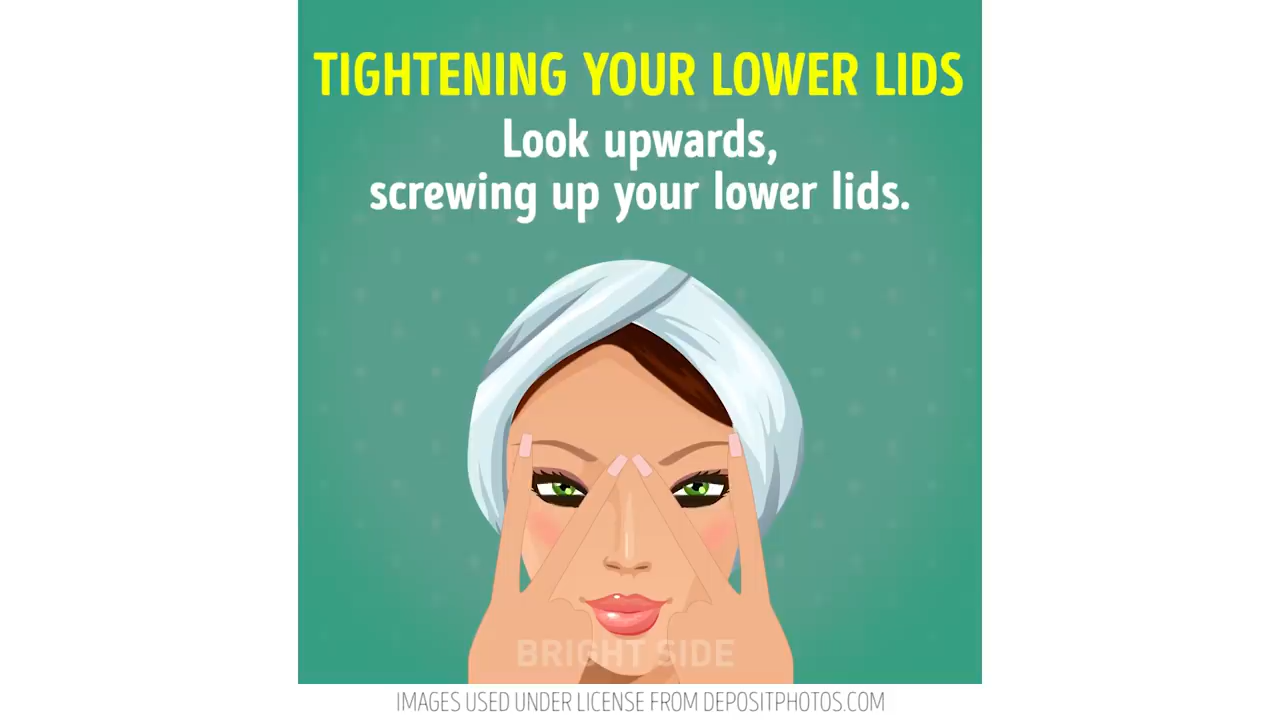 TIGHTENING YOUR LOWER LIDS
Look upwards,
screwing up your lower lids.
BRIGHT SIDE
IMAGES USED UNDER LICENSE FROM DEPOSITPHOTOS.COM